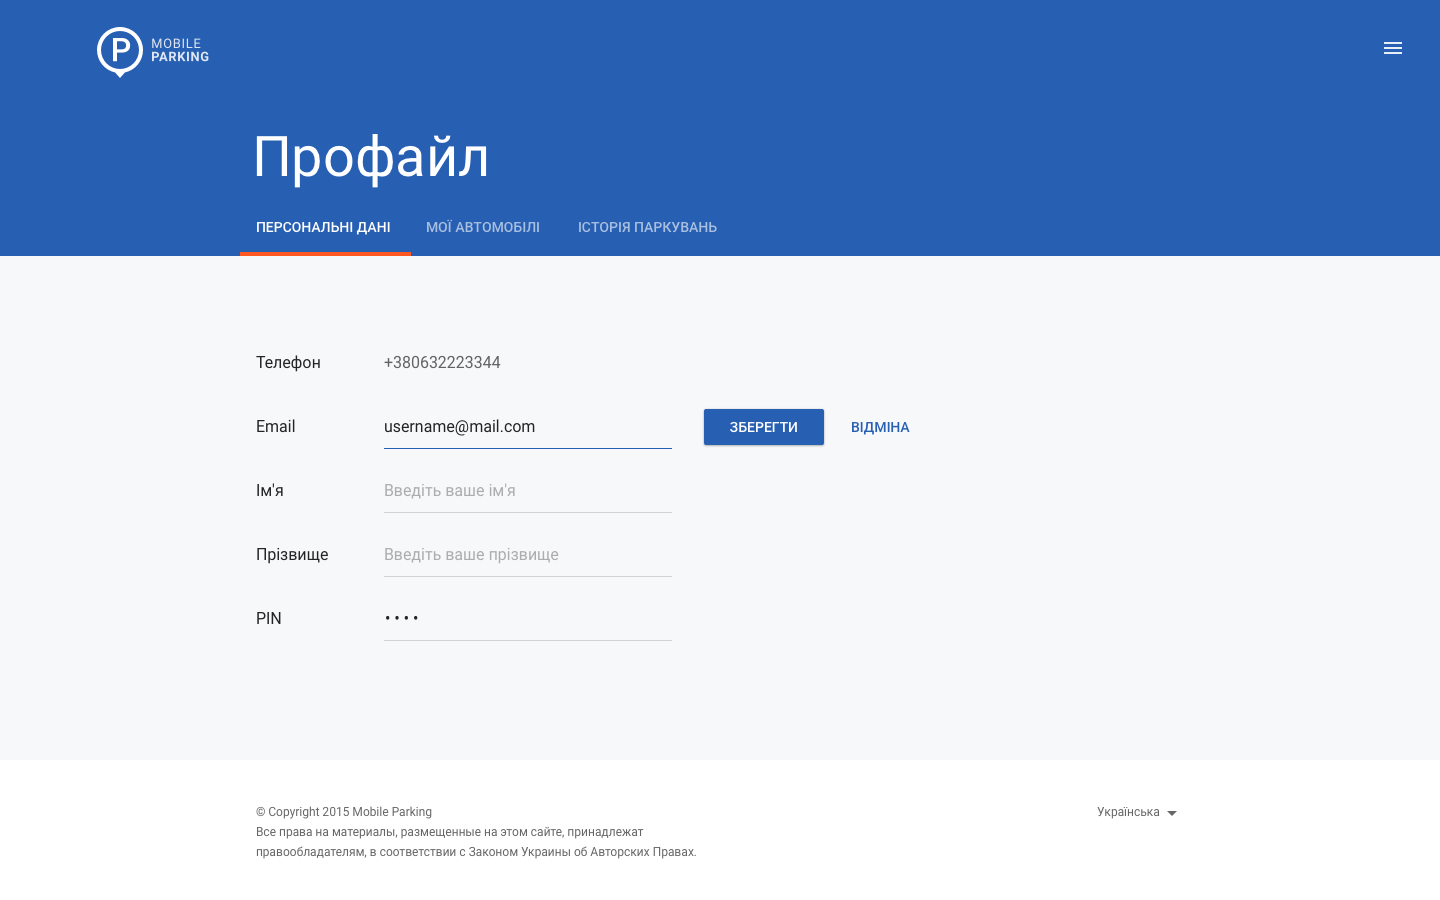 P MOBILE
PARKING
Профайл
ПЕРСОНАЛЬНІ ДАНІ МОЇ АВТОМОБІЛІ ІСТОРІЯ ПАРКУВАНЬ
Телефон +380632223344
Email username@mail.com ЗБЕРЕГТИ ВІДМІНА
Ім'я Введіть ваше ім'я
Прізвище Введіть ваше прізвище
PIN ••••
© Copyright 2015 Mobile Parking Українська
Все права на материалы, размещенные на этом сайте, принадлежат
правообладателям, в соответствии с Законом Украины об Авторских Правах.